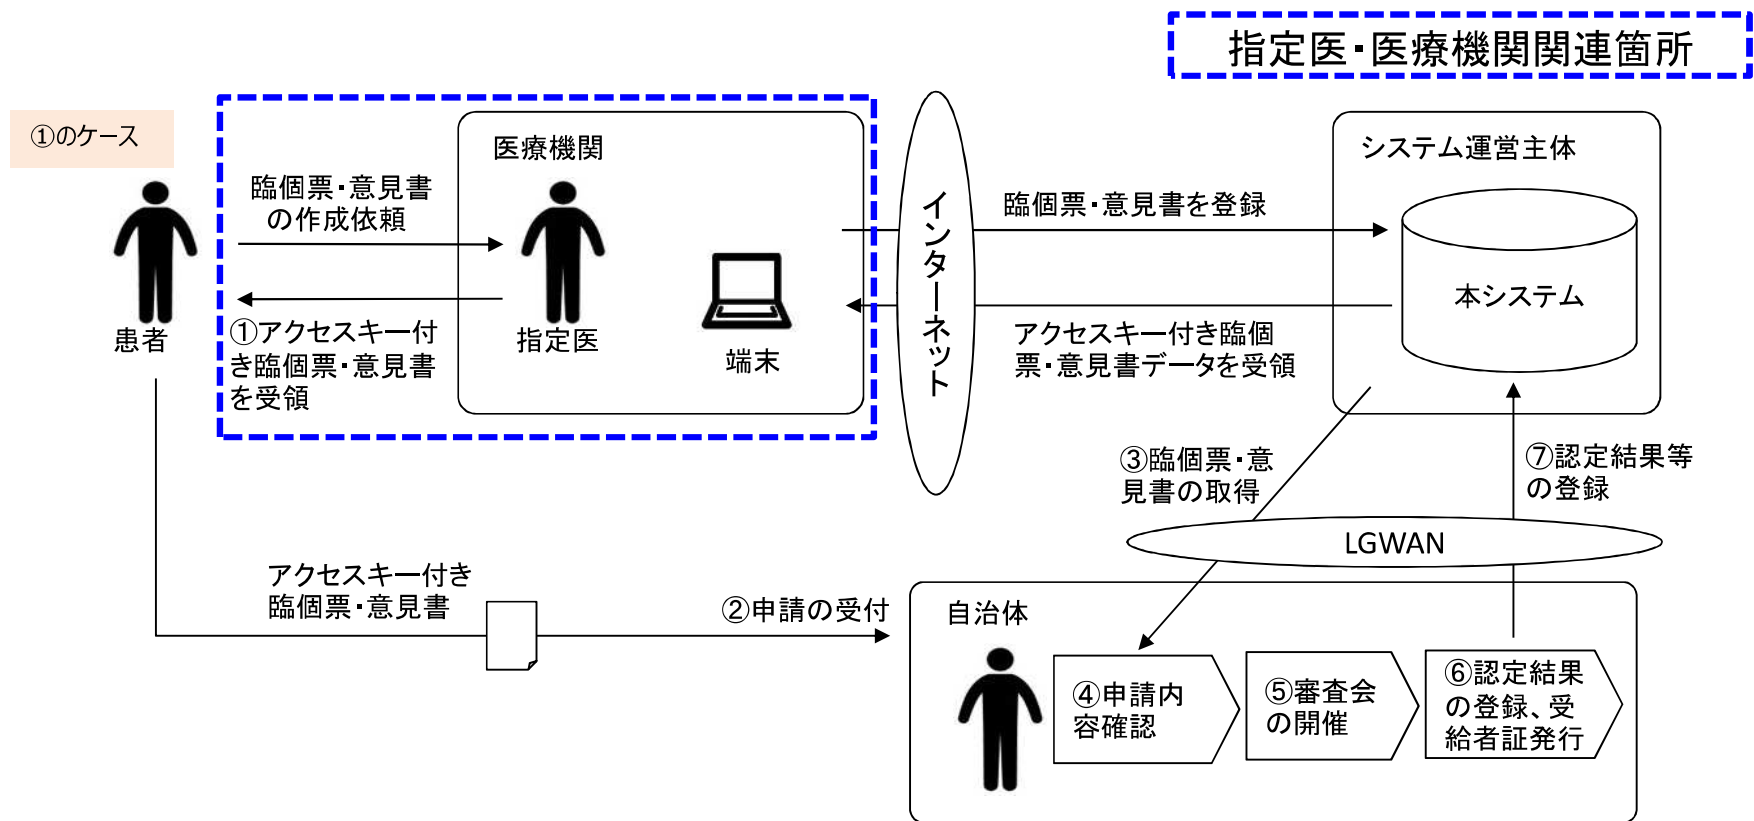 指定医・医療機関関連箇所
①のケース
医療機関
システム運営主体
臨個票・意見書
の作成依頼
インターネット
臨個票・意見書を登録
本システム
患者
①アクセスキー付
き臨個票・意見書
を受領
指定医
端末
アクセスキー付き臨個
票・意見書データを受領
③臨個票・意
見書の取得
⑦認定結果等
の登録
LGWAN
アクセスキー付き
臨個票・意見書
②申請の受付
自治体
④申請内
容確認
⑤審査会
の開催
⑥認定結果
の登録、受
給者証発行